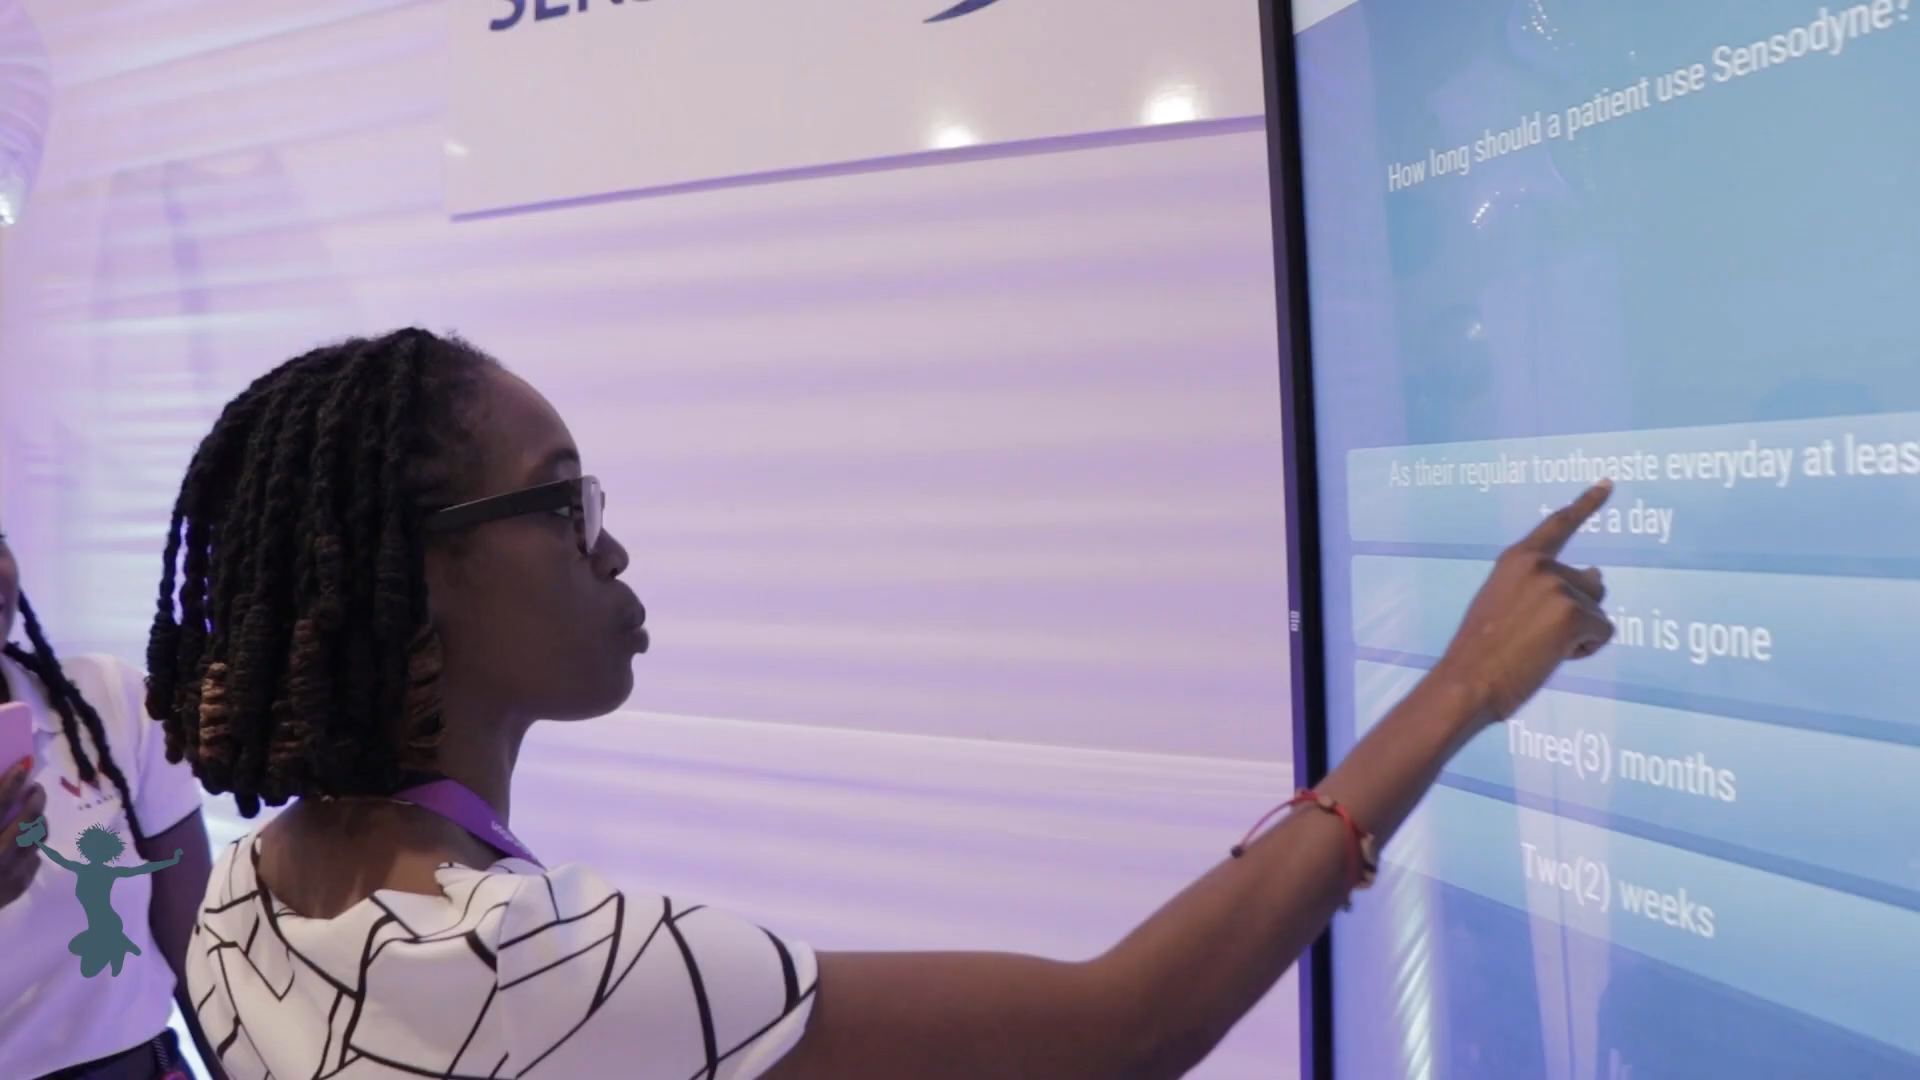 How long should a patient use Sensodyne?
As their regular toothpaste everyday at leas
a day
is gone
Three(3) months
Two(2) weeks